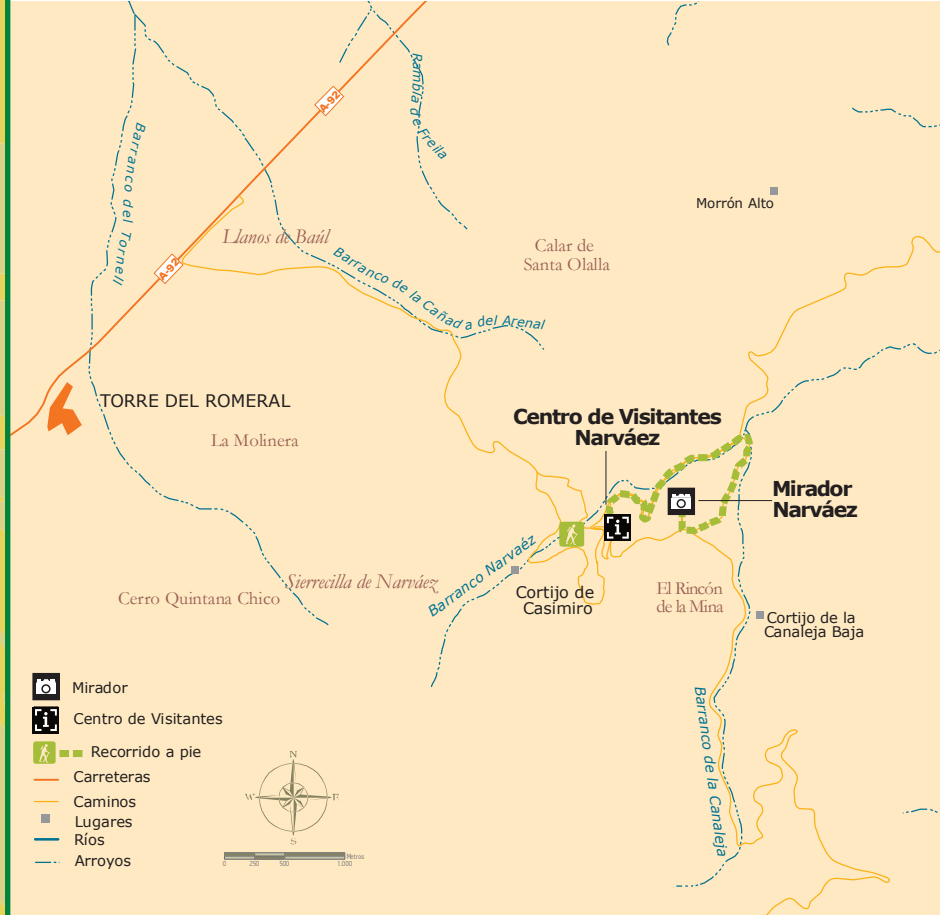 A-92
Rambla de Freila
Barranco del Tornell
Morrón Alto
Llanos de Baúl
Calar de
Santa Olalla
A-92
Barranco de la Cañad a del Arenal
TORRE DEL ROMERAL
Centro de Visitantes
Narváez
La Molinera
Mirador
Narváez
Barranco Narvaéz
Sierrecilla de Narváez
Cerro Quintana Chico
Cortijo de
Casimiro
El Rincón
de la Mina
Cortijo de la
Canaleja Baja
Barranco de la Canaleja
Mirador
Centro de Visitantes
Recorrido a pie
Carreteras
Caminos
Lugares
Ríos
Arroyos
N
W E
S
Metros
0 250 500 1.000